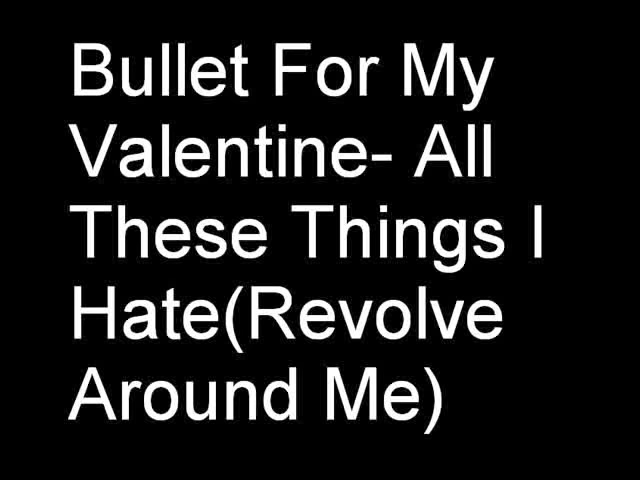 Bullet For My
Valentine- All
These Things I
Hate(Revolve
Around Me)